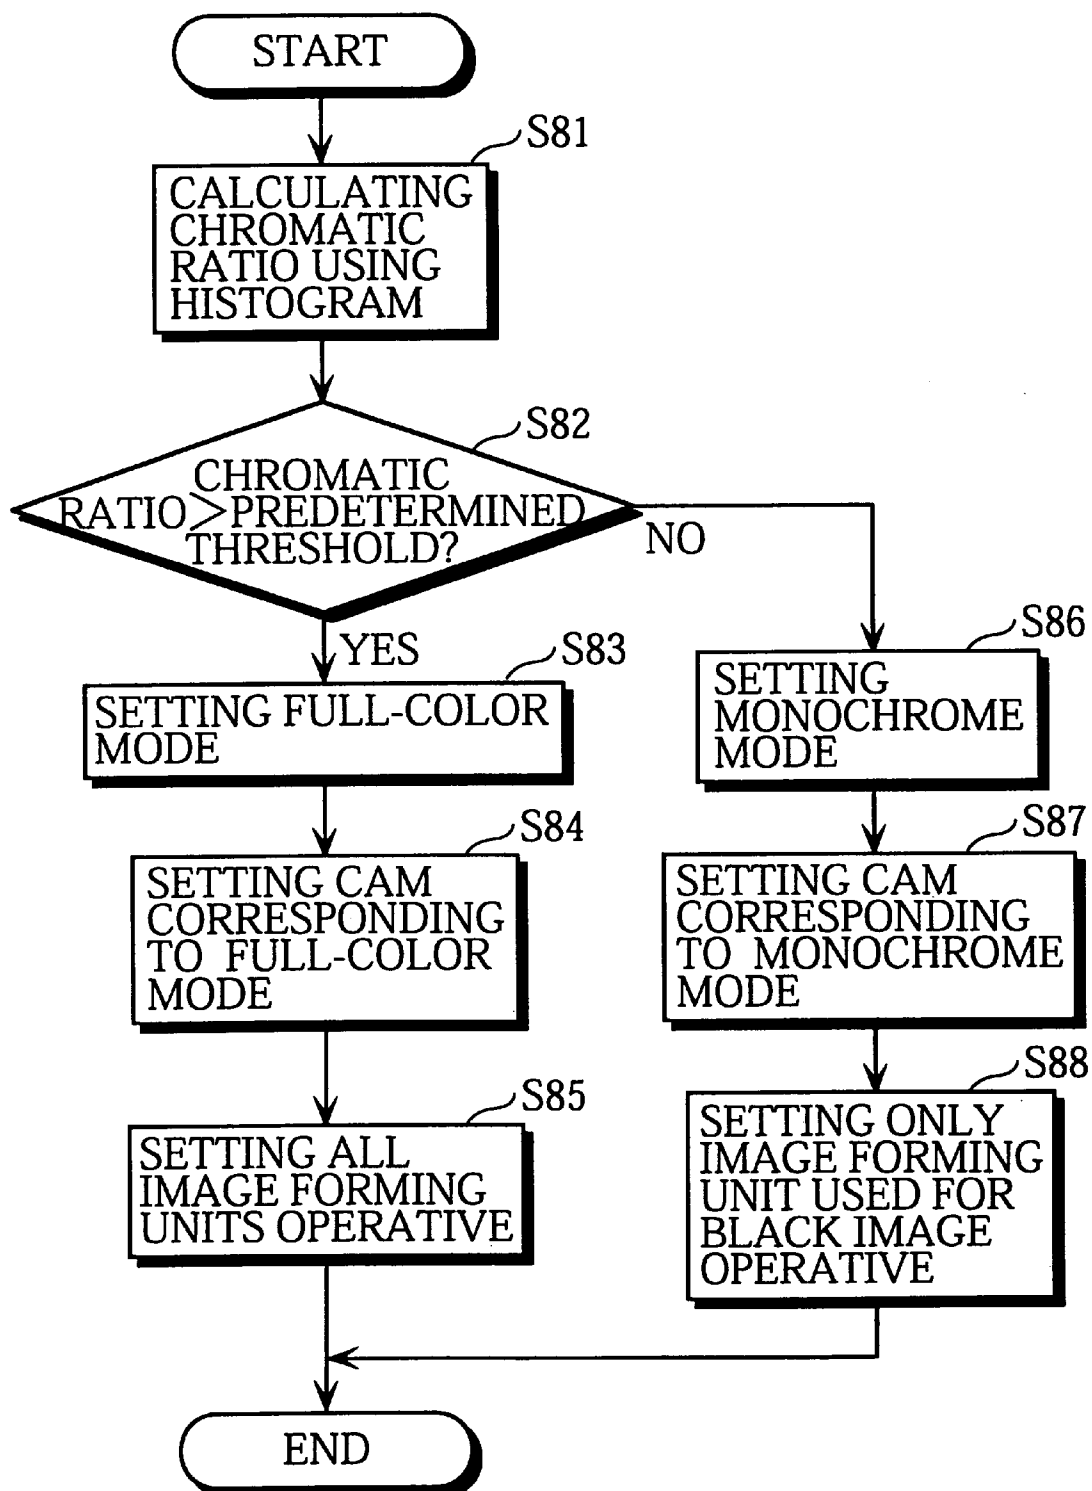 START
S81
CALCULATING
CHROMATIC
RATIO USING
HISTOGRAM
S82
CHROMATIC
RATIO>PREDETERMINED
THRESHOLD?
NO
YES
S83
SETTING FULL-COLOR
MODE
S84
SETTING CAM
CORRESPONDING
TO FULL-COLOR
MODE
S85
SETTING ALL
IMAGE FORMING
UNITS OPERATIVE
S86
SETTING
MONOCHROME
MODE
S87
SETTING CAM
CORRESPONDING
TO MONOCHROME
MODE
S88
SETTING ONLY
IMAGE FORMING
UNIT USED FOR
BLACK IMAGE
OPERATIVE
END